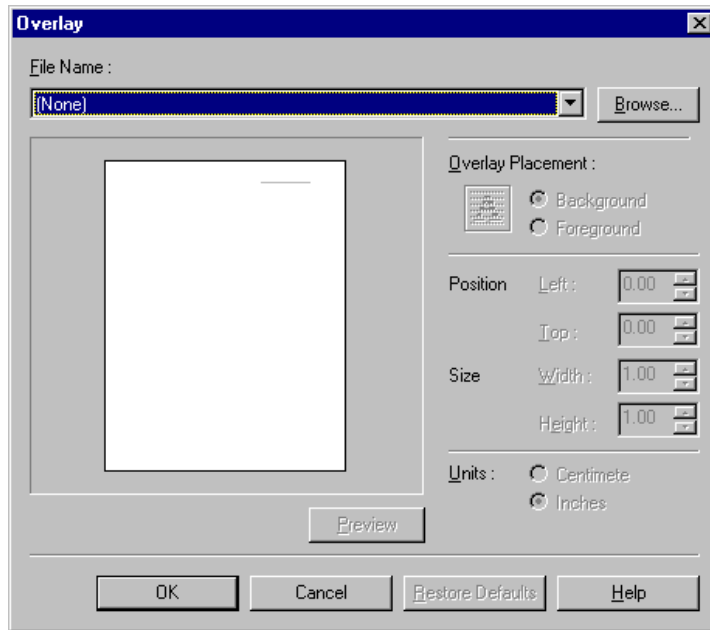 Overlay
File Name :
(None)
Browse...
Overlay Placement :
Background
Foreground
Position Left : 0.00
Top : 0.00
Size Width : 1.00
Height : 1.00
Units : Centimete
Inches
Preview
OK Cancel Restore Defaults Help